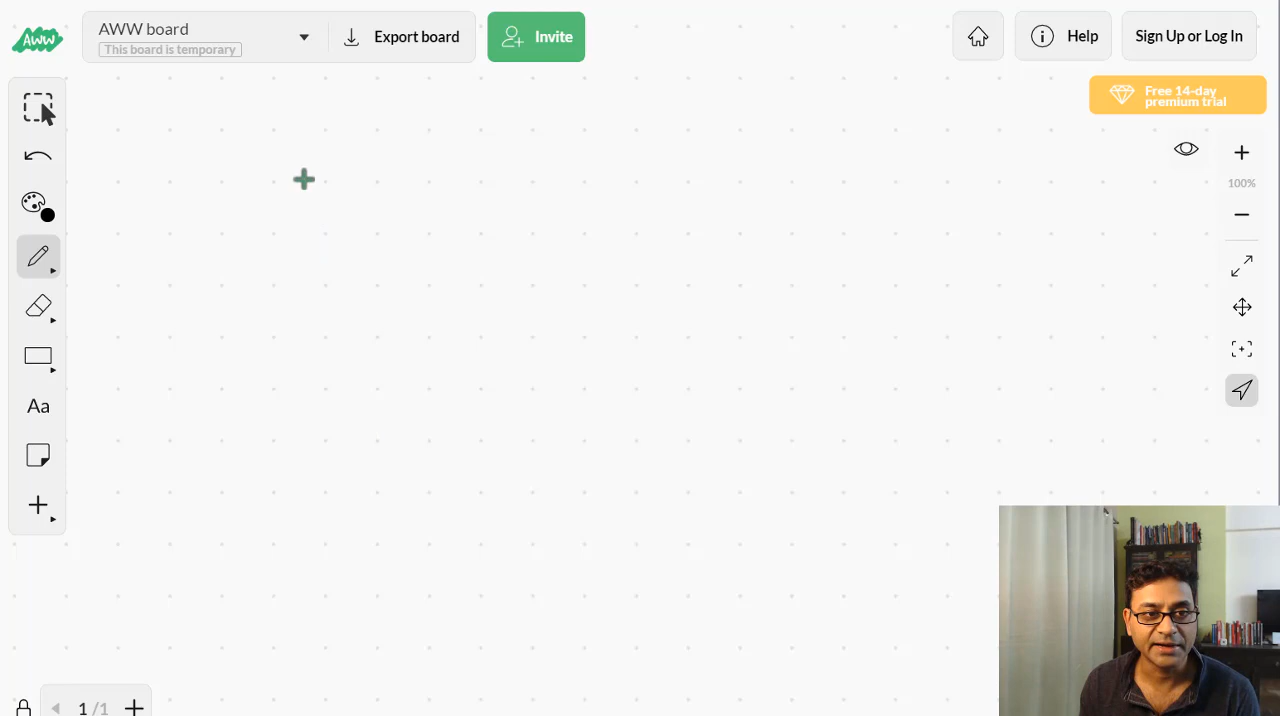 AWW
AWW board
This board is temporary
Export board
Invite
Help
Sign Up or Log In
Free 14-day
premium trial
100%
Aa
1 /1